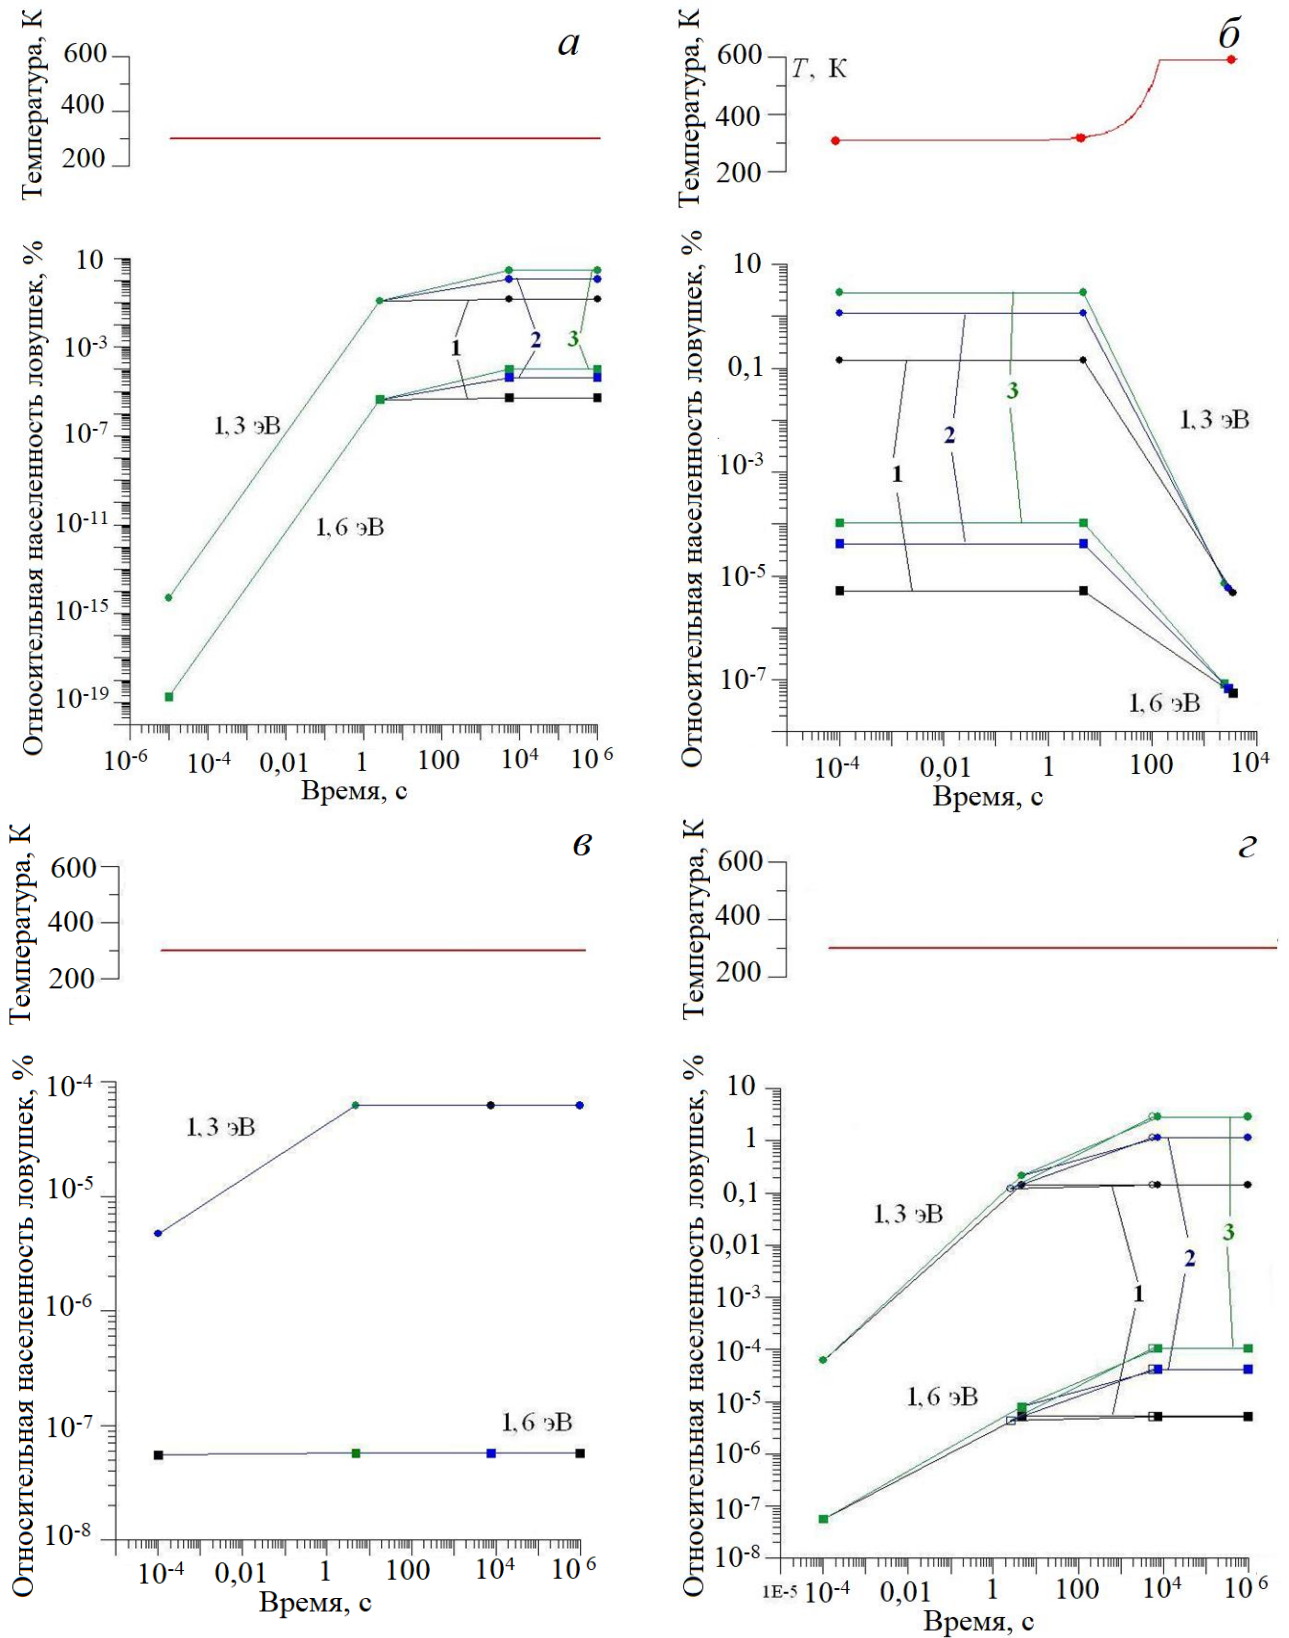 а
Температура, К
600
400
200
Относительная населенность ловушек, %
10
10-3
10-7
10-11
10-15
10-19
1,3 эВ
1,6 эВ
1
2
3
10-6
10-4
0,01
1
100
104
106
Время, с
б
Температура, К
600
400
200
T, К
Относительная населенность ловушек, %
10
0,1
10-3
10-5
10-7
1,3 эВ
1,6 эВ
1
2
3
10-4
0,01
1
100
104
Время, с
в
Температура, К
600
400
200
Относительная населенность ловушек, %
10-4
10-5
10-6
10-7
10-8
1,3 эВ
1,6 эВ
10-4
0,01
1
100
104
106
Время, с
г
Температура, К
600
400
200
Относительная населенность ловушек, %
10
1
0,1
0,01
10-3
10-4
10-5
10-6
10-7
10-8
1,3 эВ
1,6 эВ
1
2
3
1E-5
10-4
0,01
1
100
104
106
Время, с